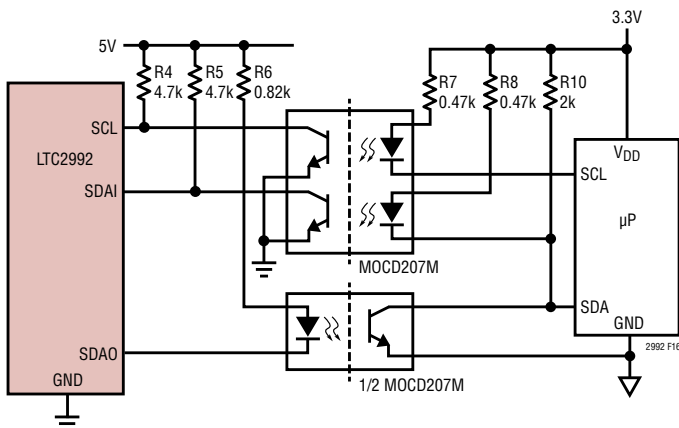 3.3V
5V
R4
4.7k
R5
4.7k
R6
0.82k
R7
0.47k
R8
0.47k
R10
2k
SCL
LTC2992
SDAI
SDAO
GND
MOCD207M
1/2 MOCD207M
VDD
SCL
µP
SDA
GND
2992 F16